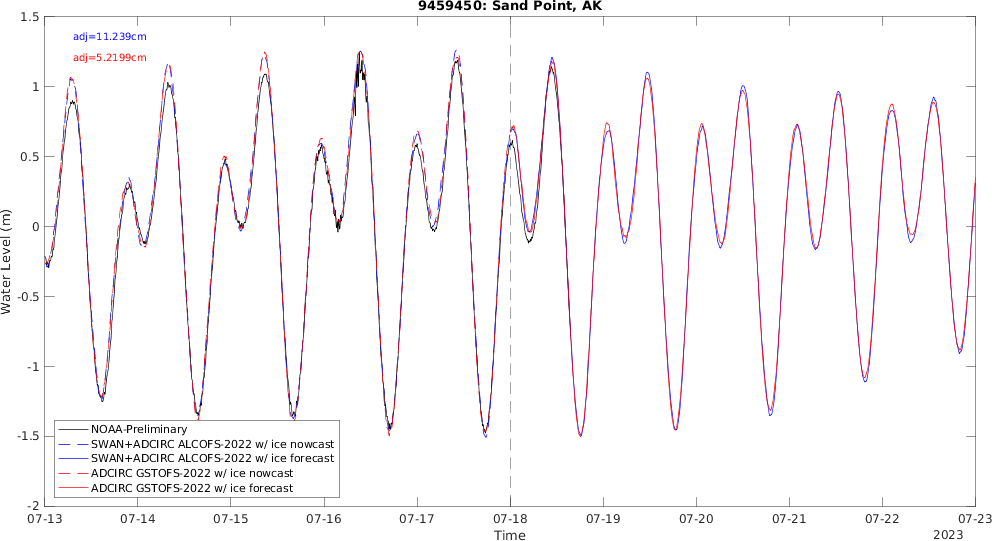 9459450: Sand Point, AK
adj=11.239cm
adj=5.2199cm
Water Level (m)
1.5
1
0.5
0
-0.5
-1
-1.5
-2
NOAA-Preliminary
SWAN+ADCIRC ALCOFS-2022 w/ ice nowcast
SWAN+ADCIRC ALCOFS-2022 w/ ice forecast
ADCIRC GSTOFS-2022 w/ ice nowcast
ADCIRC GSTOFS-2022 w/ ice forecast
07-13 07-14 07-15 07-16 07-17 07-18 07-19 07-20 07-21 07-22 07-23
Time
2023